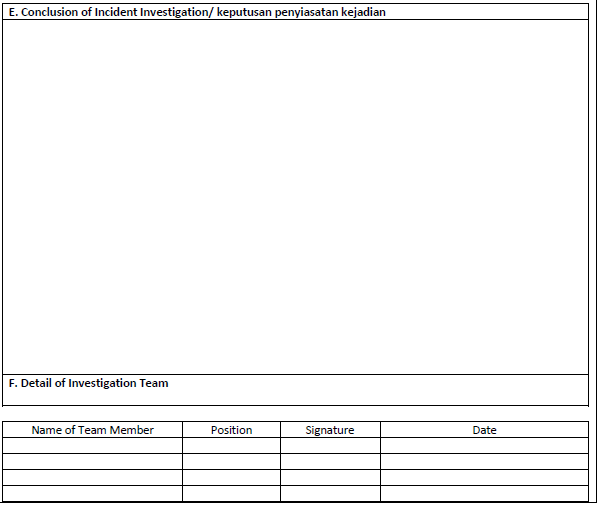 E. Conclusion of Incident Investigation/ keputusan penyiasatan kejadian
F. Detail of Investigation Team
Name of Team Member Position Signature Date